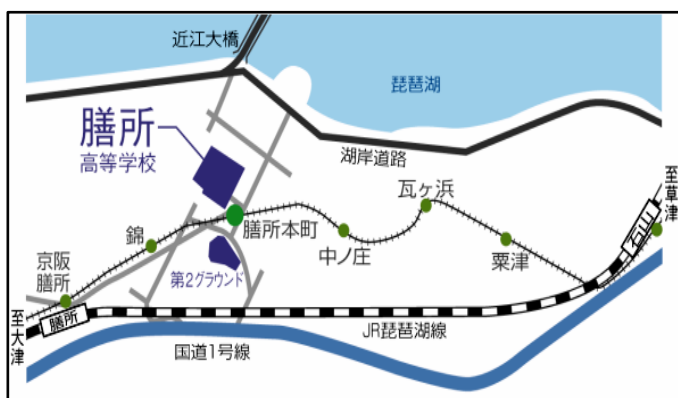 近江大橋
琵琶湖
膳所
高等学校
湖岸道路
瓦ヶ浜
至草津
石山
膳所本町
錦
中ノ庄
粟津
京阪
膳所
第2グラウンド
至大津
膳所
JR琵琶湖線
国道1号線